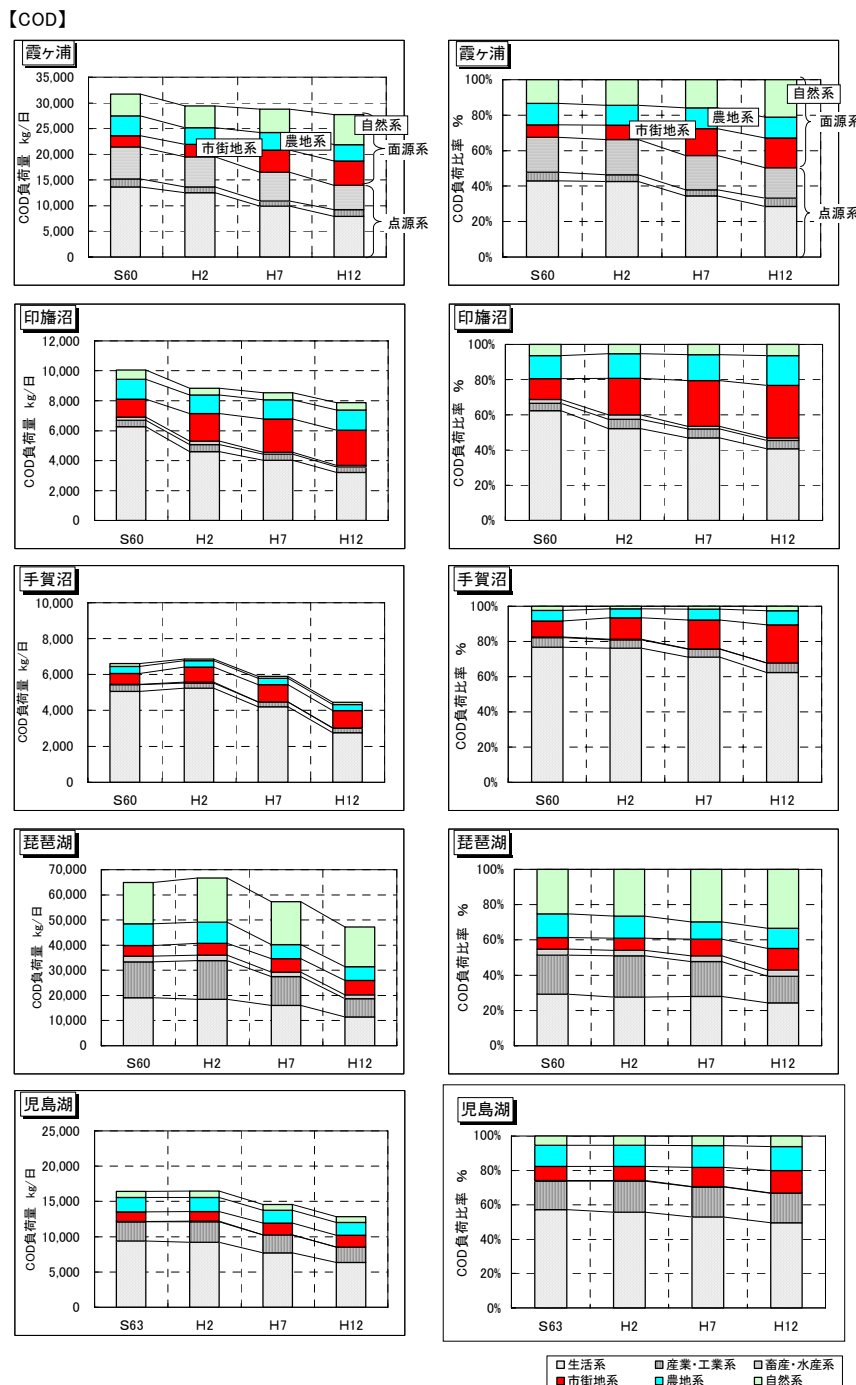 【COD】
霞ヶ浦
COD負荷量 kg/日
35,000
30,000
25,000
20,000
15,000
10,000
5,000
0
S60 H2 H7 H12
市街地系
農地系
自然系
面源系
点源系
霞ヶ浦
COD負荷比率 %
100%
80%
60%
40%
20%
0%
S60 H2 H7 H12
市街地系
農地系
自然系
面源系
点源系
印旛沼
COD負荷量 kg/日
12,000
10,000
8,000
6,000
4,000
2,000
0
S60 H2 H7 H12
印旛沼
COD負荷比率 %
100%
80%
60%
40%
20%
0%
S60 H2 H7 H12
手賀沼
COD負荷量 kg/日
10,000
8,000
6,000
4,000
2,000
0
S60 H2 H7 H12
手賀沼
COD負荷比率 %
100%
80%
60%
40%
20%
0%
S60 H2 H7 H12
琵琶湖
COD負荷量 kg/日
70,000
60,000
50,000
40,000
30,000
20,000
10,000
0
S60 H2 H7 H12
琵琶湖
COD負荷比率 %
100%
80%
60%
40%
20%
0%
S60 H2 H7 H12
児島湖
COD負荷量 kg/日
25,000
20,000
15,000
10,000
5,000
0
S63 H2 H7 H12
児島湖
COD負荷比率 %
100%
80%
60%
40%
20%
0%
S63 H2 H7 H12
生活系 産業・工業系 畜産・水産系
市街地系 農地系 自然系